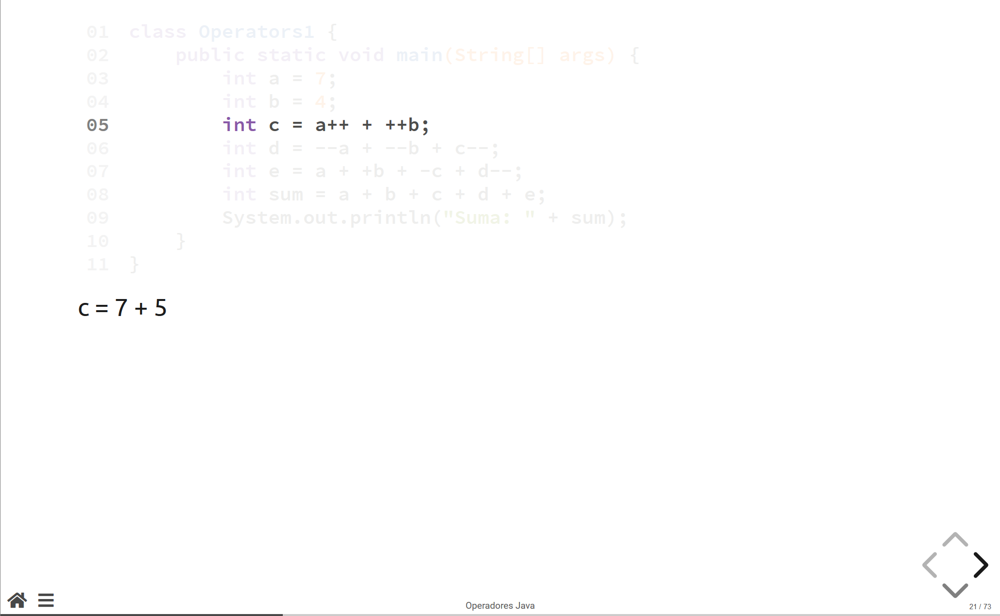 01 class Operators1 {
02     public static void main(String[] args) {
03         int a = 7;
04         int b = 4;
05         int c = a++ + ++b;
06         int d = --a + --b + c--;
07         int e = a + +b + -c + d--;
08         int sum = a + b + c + d + e;
09         System.out.println("Suma: " + sum);
10     }
11 }
c = 7 + 5
Operadores Java
21 / 73